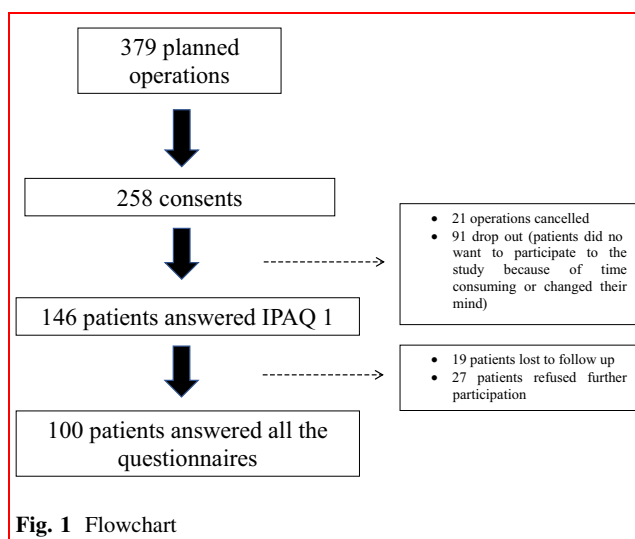 379 planned
operations
258 consents
• 21 operations cancelled
• 91 drop out (patients did no
want to participate to the
study because of time
consuming or changed their
mind)
146 patients answered IPAQ 1
• 19 patients lost to follow up
• 27 patients refused further
participation
100 patients answered all the
questionnaires
Fig. 1 Flowchart